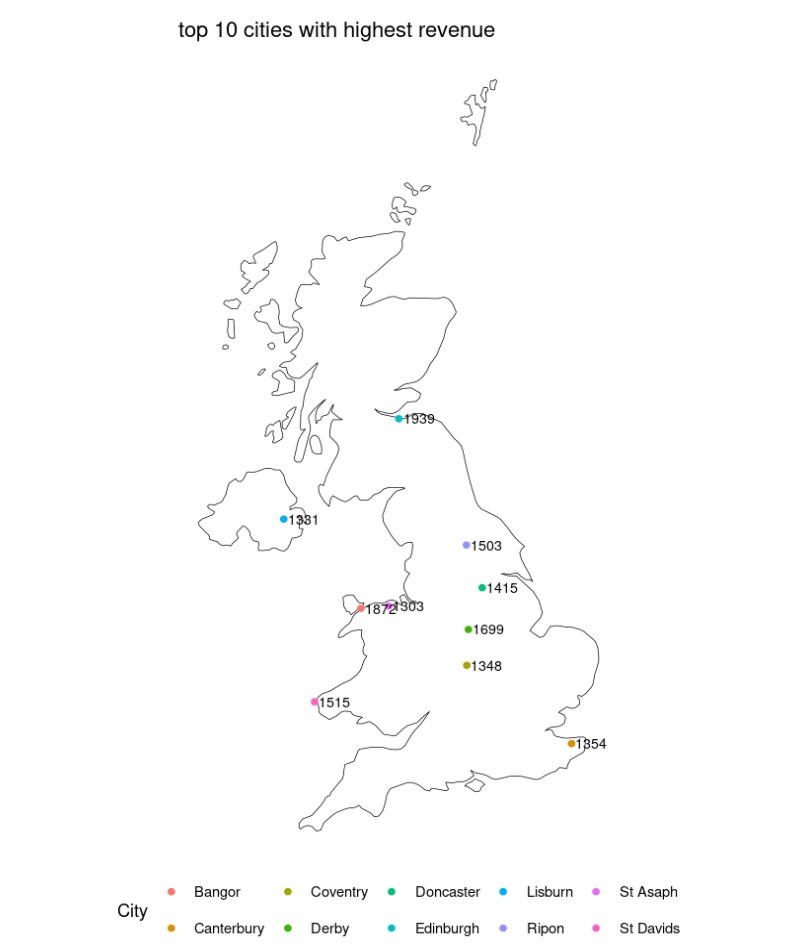 top 10 cities with highest revenue
1939
1331
1503
1415
1872
1303
1699
1348
1515
1354
City
Bangor Coventry Doncaster Lisburn St Asaph
Canterbury Derby Edinburgh Ripon St Davids